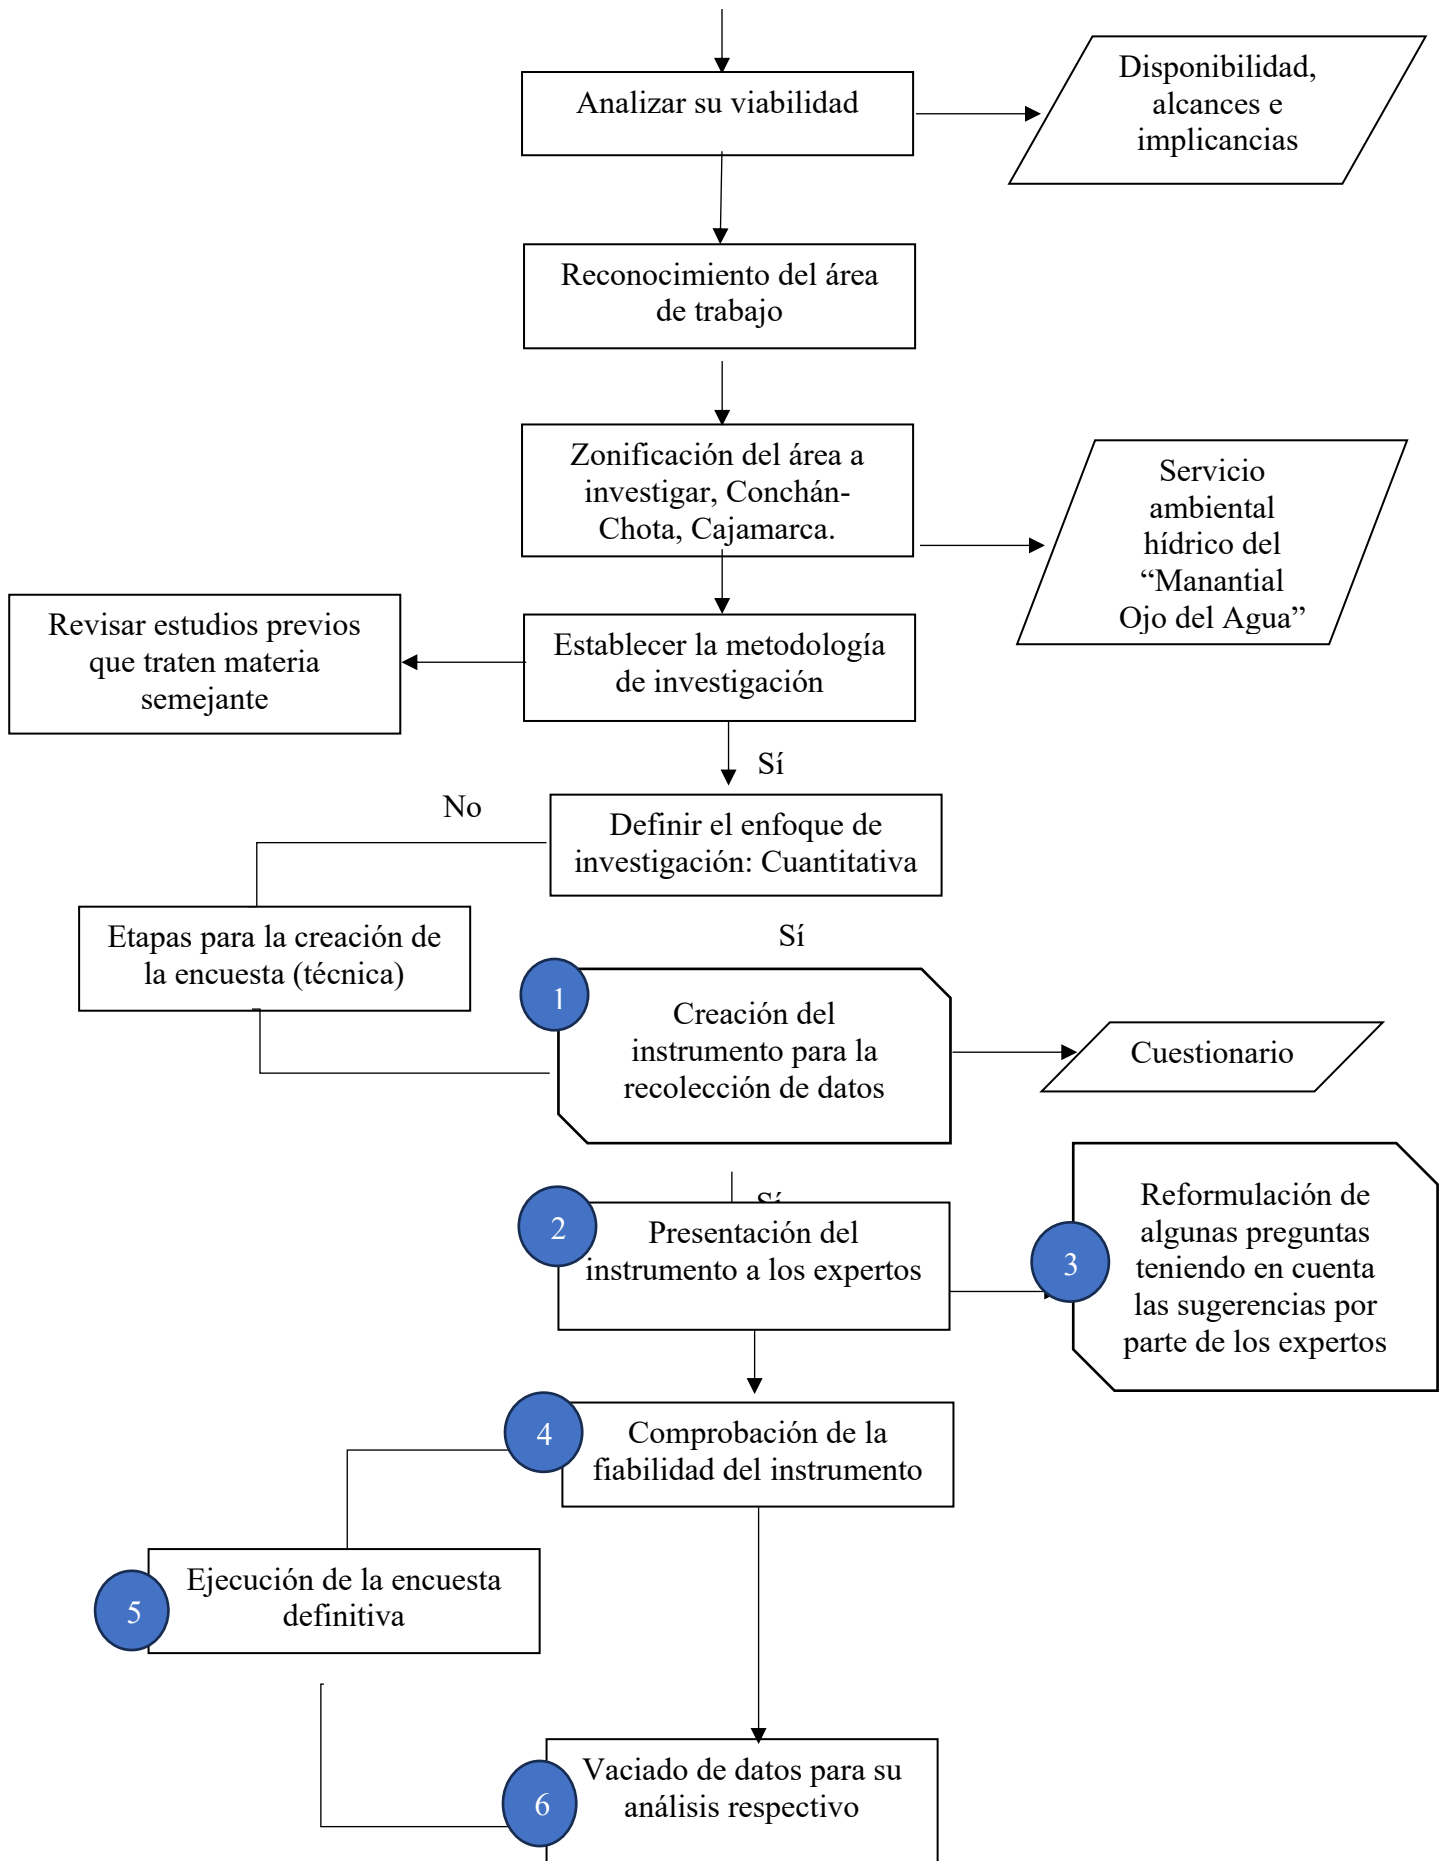 Analizar su viabilidad
Disponibilidad,
alcances e
implicancias
Reconocimiento del área
de trabajo
Zonificación del área a
investigar, Conchán-
Chota, Cajamarca.
Servicio
ambiental
hídrico del
“Manantial
Ojo del Agua”
Revisar estudios previos
que traten materia
semejante
Establecer la metodología
de investigación
Sí
No
Definir el enfoque de
investigación: Cuantitativa
Etapas para la creación de
la encuesta (técnica)
Sí
1
Creación del
instrumento para la
recolección de datos
Cuestionario
Sí
2
Presentación del
instrumento a los expertos
3
Reformulación de
algunas preguntas
teniendo en cuenta
las sugerencias por
parte de los expertos
4
Comprobación de la
fiabilidad del instrumento
5
Ejecución de la encuesta
definitiva
6
Vaciado de datos para su
análisis respectivo